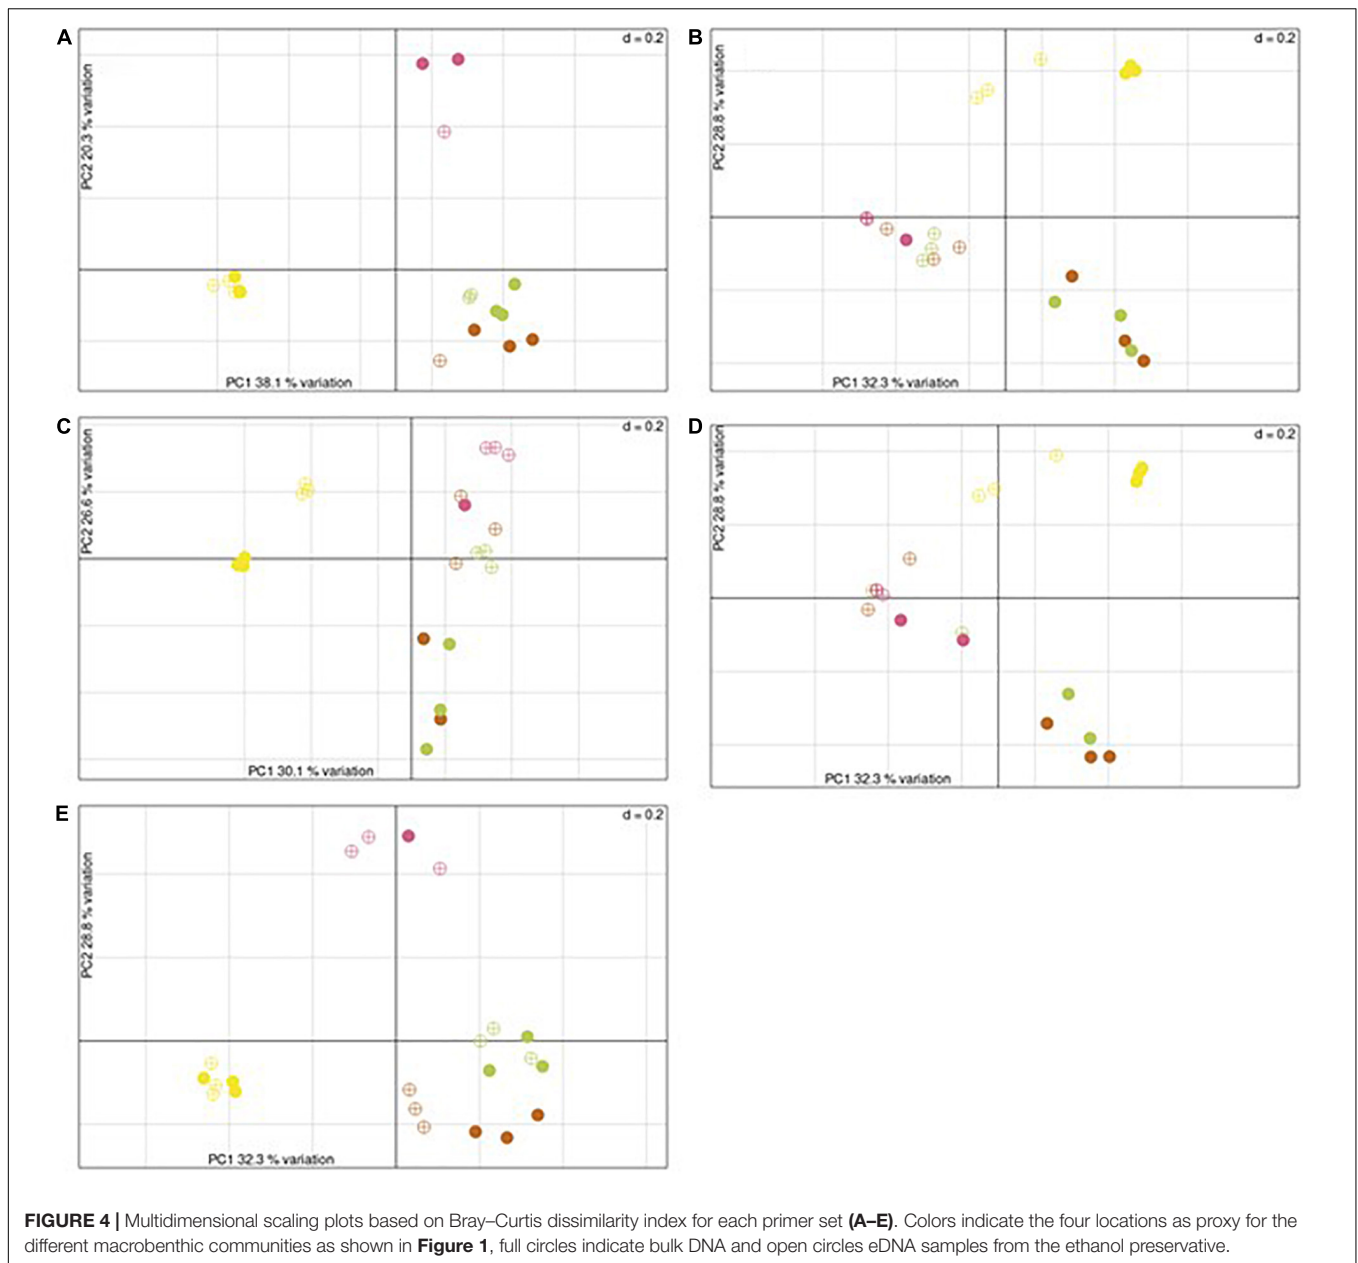 A
d = 0.2
PC2 20.3 % variation
PC1 38.1 % variation
B
d = 0.2
PC2 28.8 % variation
PC1 32.3 % variation
C
d = 0.2
PC2 26.6 % variation
PC1 30.1 % variation
D
d = 0.2
PC2 28.8 % variation
PC1 32.3 % variation
E
d = 0.2
PC2 28.8 % variation
PC1 32.3 % variation
FIGURE 4 | Multidimensional scaling plots based on Bray–Curtis dissimilarity index for each primer set (A–E). Colors indicate the four locations as proxy for the
different macrobenthic communities as shown in Figure 1, full circles indicate bulk DNA and open circles eDNA samples from the ethanol preservative.